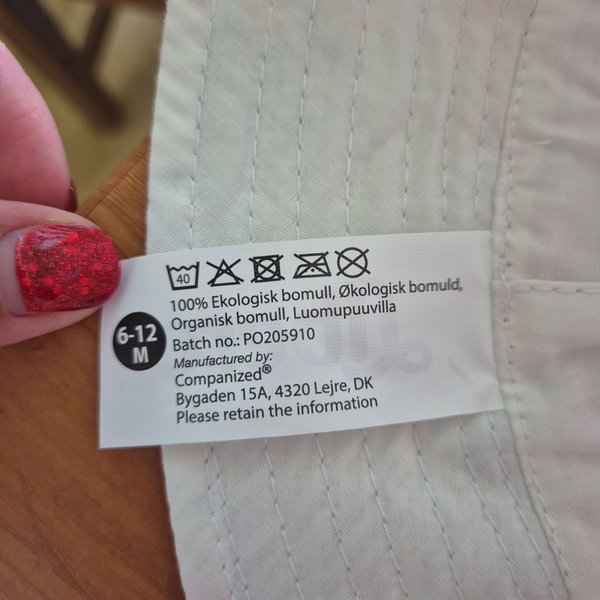 40
100% Ekologisk bomull, Økologisk bomuld,
Organisk bomull, Luomupuuvilla
6-12
M
Batch no.: PO205910
Manufactured by:
Companized®
Bygaden 15A, 4320 Lejre, DK
Please retain the information